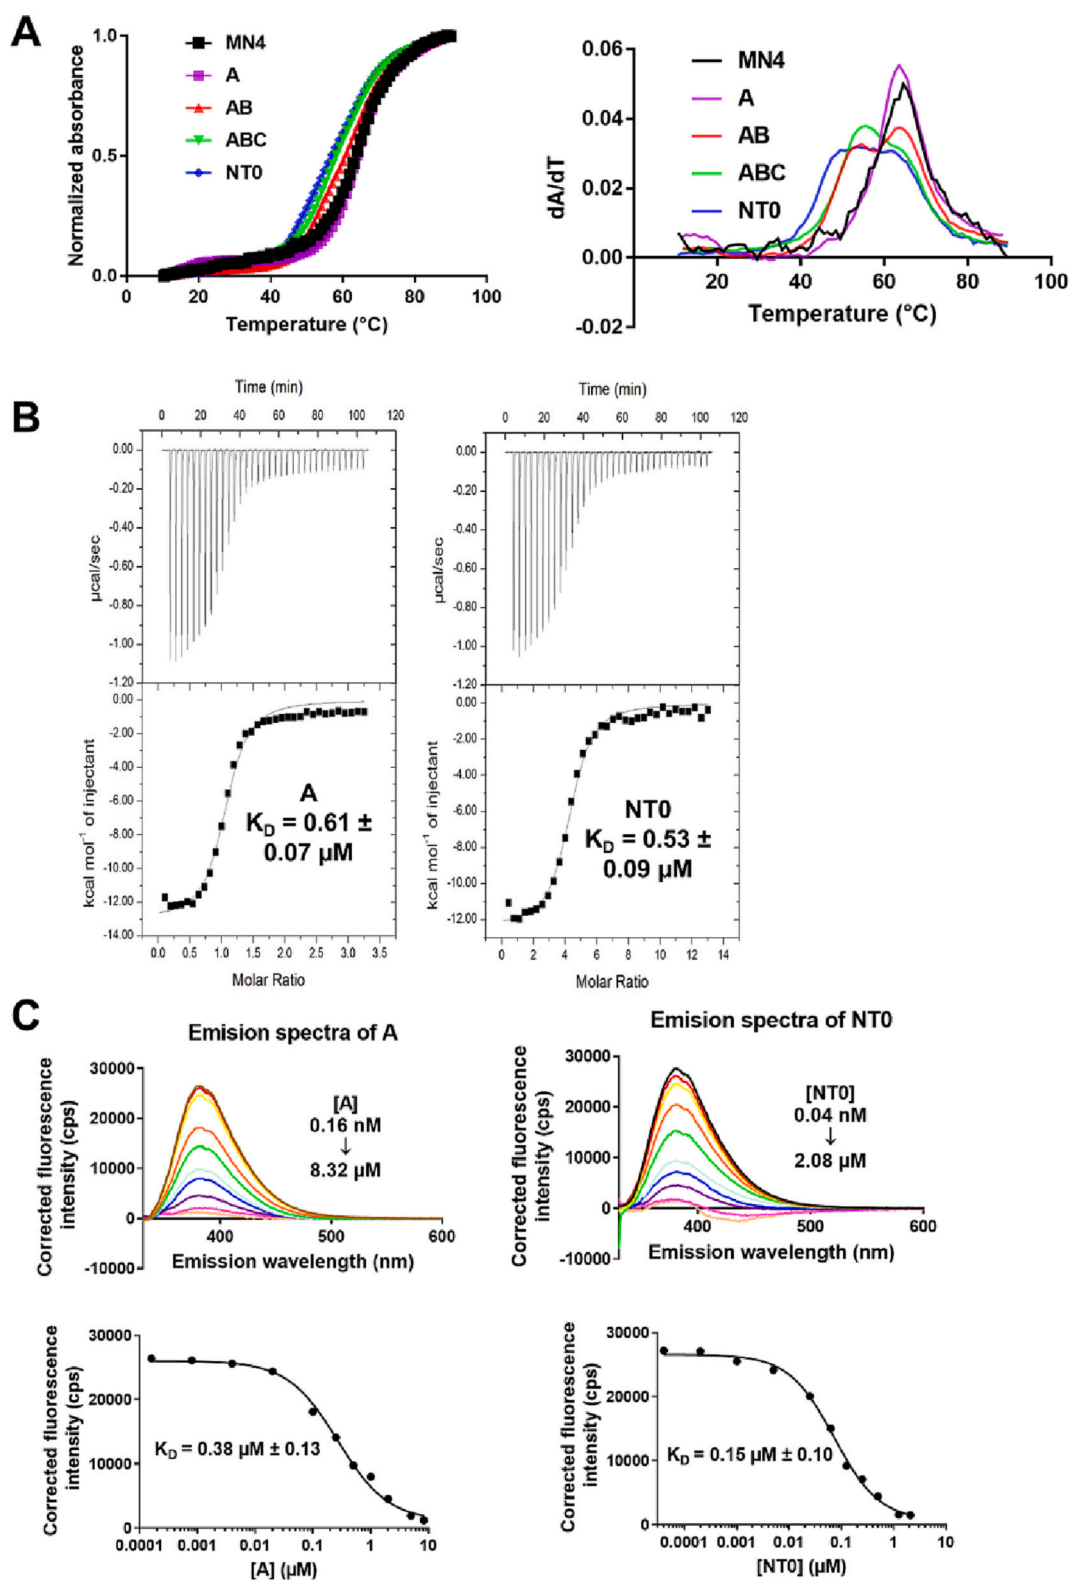 A
Normalized absorbance
1.0
0.5
0.0
0 20 40 60 80 100
Temperature (°C)
MN4
A
AB
ABC
NT0
dA/dT
0.06
0.04
0.02
0.00
-0.02
20 40 60 80 100
Temperature (°C)
MN4
A
AB
ABC
NT0
B
Time (min)
0 20 40 60 80 100 120
0.00
-0.20
-0.40
-0.60
-0.80
-1.00
-1.20
µcal/sec
0.00
-2.00
-4.00
-6.00
-8.00
-10.00
-12.00
-14.00
kcal mol⁻¹ of injectant
A
K_D = 0.61 ±
0.07 µM
0.0 0.5 1.0 1.5 2.0 2.5 3.0 3.5
Molar Ratio
Time (min)
0 20 40 60 80 100 120
0.00
-0.20
-0.40
-0.60
-0.80
-1.00
-1.20
µcal/sec
0.00
-2.00
-4.00
-6.00
-8.00
-10.00
-12.00
kcal mol⁻¹ of injectant
NT0
K_D = 0.53 ±
0.09 µM
0 2 4 6 8 10 12 14
Molar Ratio
C
Emision spectra of A
Corrected fluorescence
intensity (cps)
30000
20000
10000
0
-10000
[A]
0.16 nM
↓
8.32 µM
400 500 600
Emission wavelength (nm)
Emision spectra of NT0
Corrected fluorescence
intensity (cps)
30000
20000
10000
0
-10000
[NT0]
0.04 nM
↓
2.08 µM
400 500 600
Emission wavelength (nm)
Corrected fluorescence
intensity (cps)
30000
20000
10000
0
K_D = 0.38 µM ± 0.13
0.0001 0.001 0.01 0.1 1 10
[A] (µM)
Corrected fluorescence
intensity (cps)
30000
20000
10000
0
K_D = 0.15 µM ± 0.10
0.0001 0.001 0.01 0.1 1 10
[NT0] (µM)